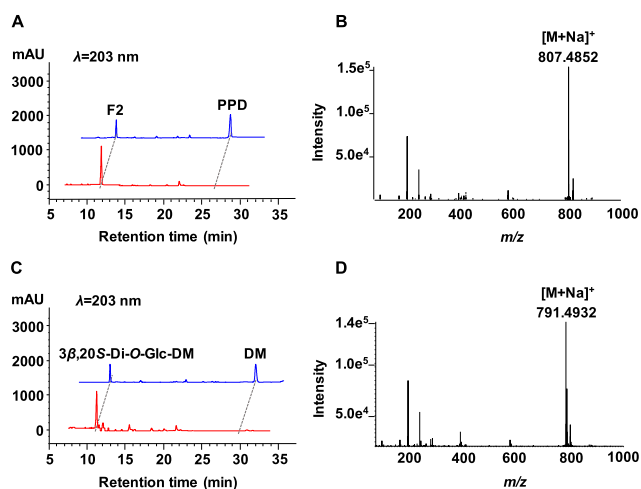 A
mAU
λ=203 nm
3000
2000
1000
0
F2
PPD
5 10 15 20 25 30 35
Retention time (min)
B
[M+Na]+
807.4852
1.5e5
5.0e4
Intensity
200 400 600 800 1000
m/z
C
mAU
λ=203 nm
3000
2000
1000
0
3β,20S-Di-O-Glc-DM
DM
5 10 15 20 25 30 35
Retention time (min)
D
[M+Na]+
791.4932
1.4e5
1.0e5
5.0e4
Intensity
200 400 600 800 1000
m/z